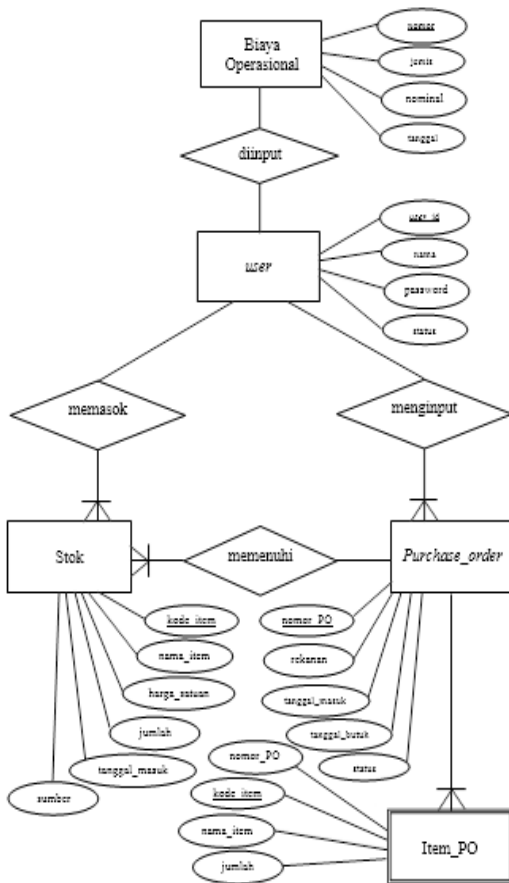 Biaya
Operasional
nomor
jenis
nominal
tanggal
diinput
user
user_id
nama
password
status
memasok
menginput
Stok
memenuhi
Purchase_order
kode_item
nama_item
harga_satuan
jumlah
tanggal_masuk
sumber
nomor_PO
rekanan
tanggal_masuk
tanggal_butuk
status
nomor_PO
kode_item
nama_item
jumlah
Item_PO